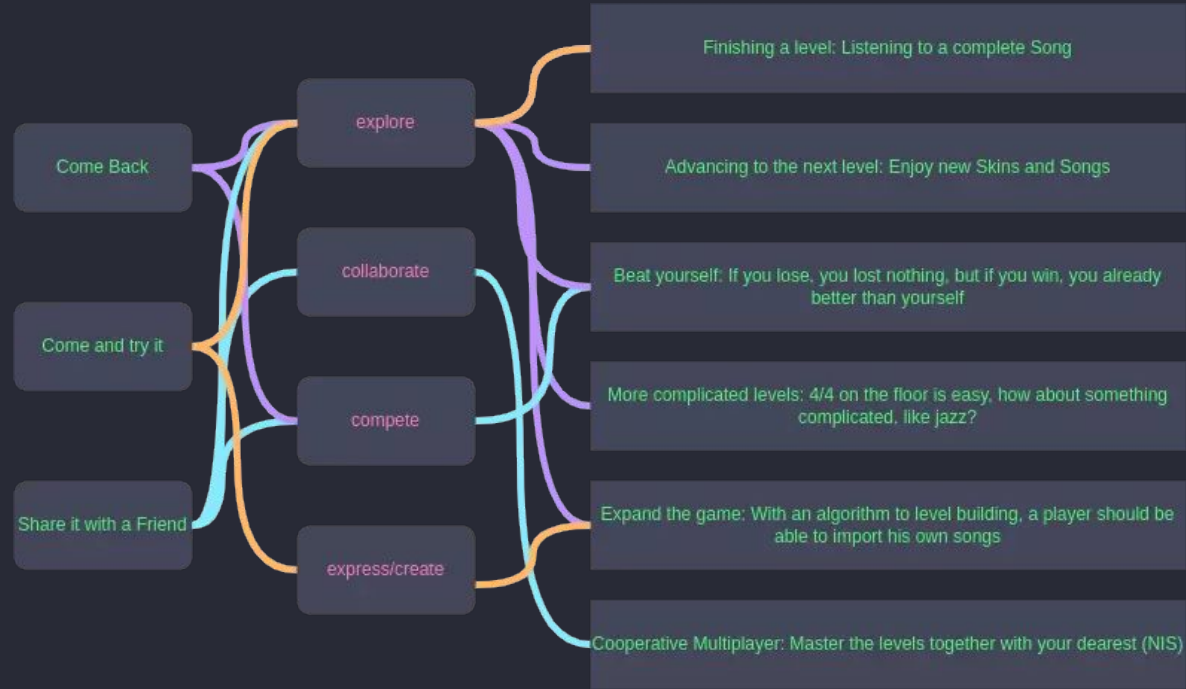 Come Back
Come and try it
Share it with a Friend
explore
collaborate
compete
express/create
Finishing a level: Listening to a complete Song
Advancing to the next level: Enjoy new Skins and Songs
Beat yourself: If you lose, you lost nothing, but if you win, you already
better than yourself
More complicated levels: 4/4 on the floor is easy, how about something
complicated, like jazz?
Expand the game: With an algorithm to level building, a player should be
able to import his own songs
Cooperative Multiplayer: Master the levels together with your dearest (NIS)